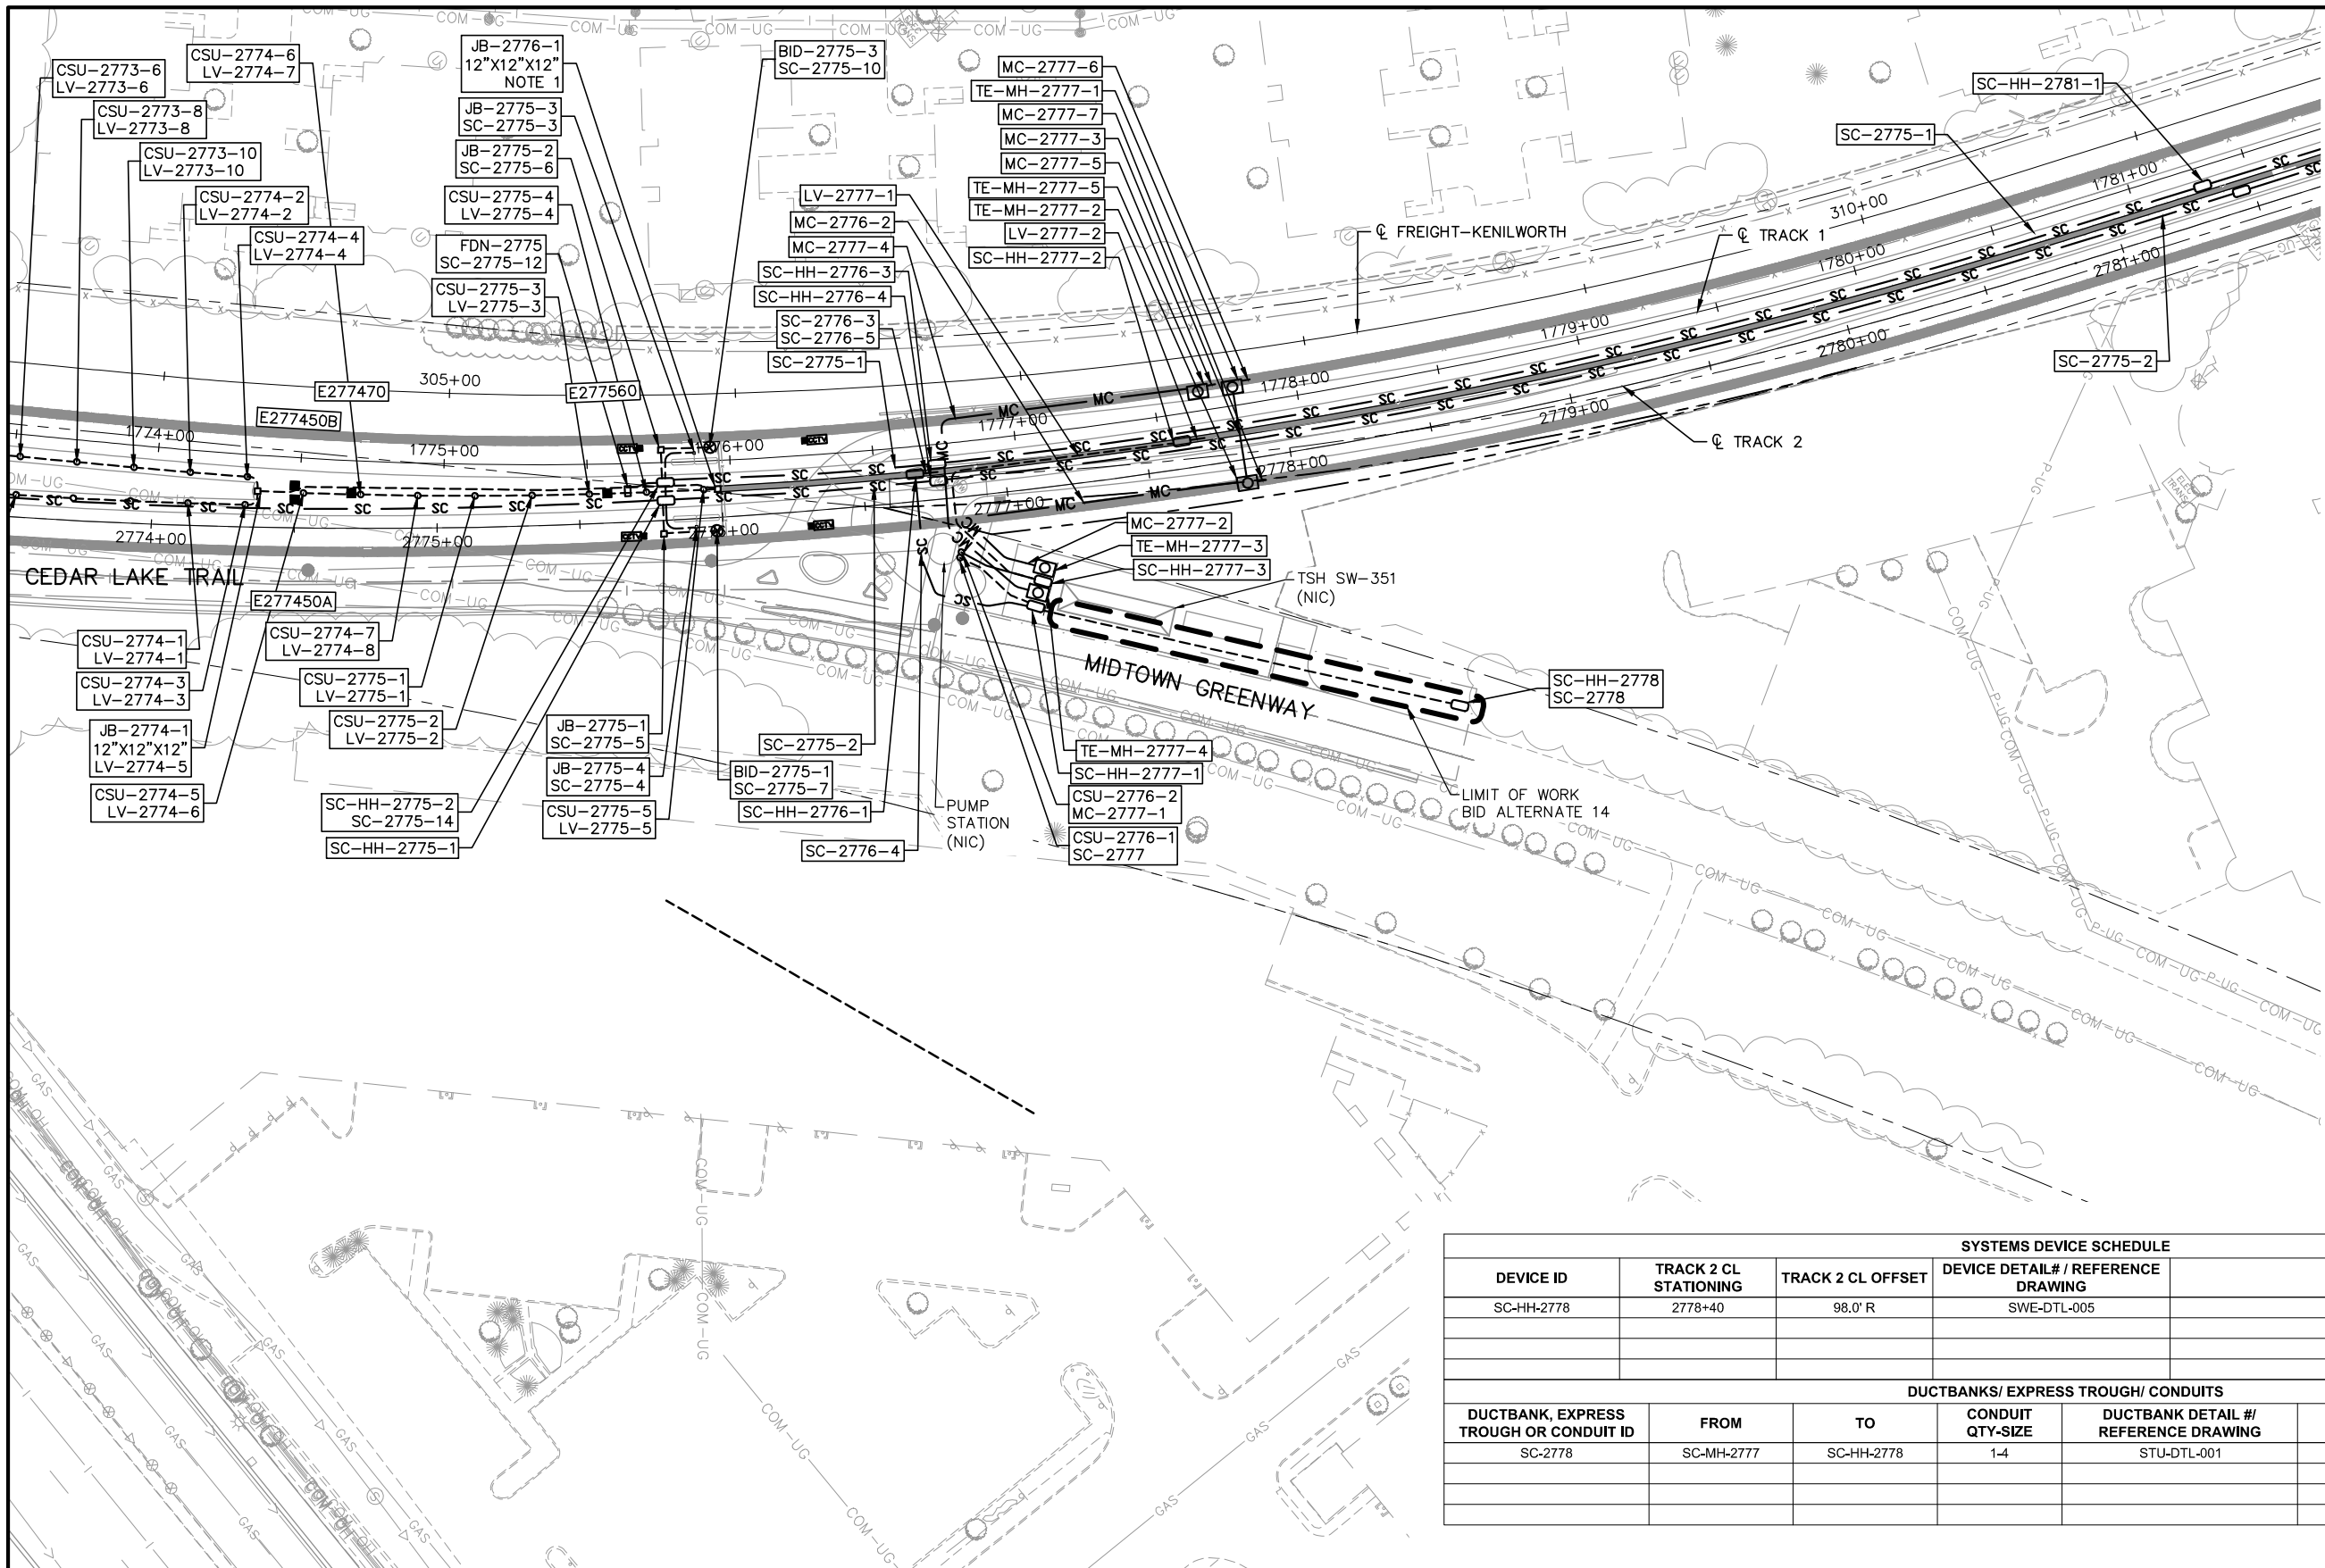 CSU-2773-6
LV-2773-6
CSU-2773-8
LV-2773-8
CSU-2773-10
LV-2773-10
CSU-2774-2
LV-2774-2
CSU-2774-4
LV-2774-4
CSU-2774-6
LV-2774-7
JB-2776-1
12"X12"X12"
NOTE 1
JB-2775-3
SC-2775-3
JB-2775-2
SC-2775-6
CSU-2775-4
LV-2775-4
FDN-2775
SC-2775-12
CSU-2775-3
LV-2775-3
BID-2775-3
SC-2775-10
LV-2777-1
MC-2776-2
MC-2777-4
SC-HH-2776-3
SC-HH-2776-4
SC-2776-3
SC-2776-5
SC-2775-1
MC-2777-6
TE-MH-2777-1
MC-2777-7
MC-2777-3
MC-2777-5
TE-MH-2777-5
TE-MH-2777-2
LV-2777-2
SC-HH-2777-2
SC-HH-2781-1
SC-2775-1
℄ FREIGHT-KENILWORTH
℄ TRACK 1
℄ TRACK 2
SC-2775-2
310+00
1781+00
1780+00
1779+00
1778+00
1777+00
1776+00
1775+00
1774+00
305+00
2781+00
2780+00
2779+00
2778+00
2777+00
2776+00
2775+00
2774+00
E277470
E277560
E277450B
E277450A
CEDAR LAKE TRAIL
CSU-2774-1
LV-2774-1
CSU-2774-3
LV-2774-3
JB-2774-1
12"X12"X12"
LV-2774-5
CSU-2774-5
LV-2774-6
CSU-2774-7
LV-2774-8
CSU-2775-1
LV-2775-1
CSU-2775-2
LV-2775-2
SC-HH-2775-2
SC-2775-14
SC-HH-2775-1
JB-2775-1
SC-2775-5
JB-2775-4
SC-2775-4
CSU-2775-5
LV-2775-5
BID-2775-1
SC-2775-7
SC-2775-2
SC-HH-2776-1
SC-2776-4
PUMP
STATION
(NIC)
MC-2777-2
TE-MH-2777-3
SC-HH-2777-3
TSH SW-351
(NIC)
MIDTOWN GREENWAY
TE-MH-2777-4
SC-HH-2777-1
CSU-2776-2
MC-2777-1
CSU-2776-1
SC-2777
SC-HH-2778
SC-2778
LIMIT OF WORK
BID ALTERNATE 14
SYSTEMS DEVICE SCHEDULE
DEVICE ID TRACK 2 CL STATIONING TRACK 2 CL OFFSET DEVICE DETAIL# / REFERENCE DRAWING
SC-HH-2778 2778+40 98.0' R SWE-DTL-005
DUCTBANKS/ EXPRESS TROUGH/ CONDUITS
DUCTBANK, EXPRESS TROUGH OR CONDUIT ID FROM TO CONDUIT QTY-SIZE DUCTBANK DETAIL #/ REFERENCE DRAWING
SC-2778 SC-MH-2777 SC-HH-2778 1-4 STU-DTL-001